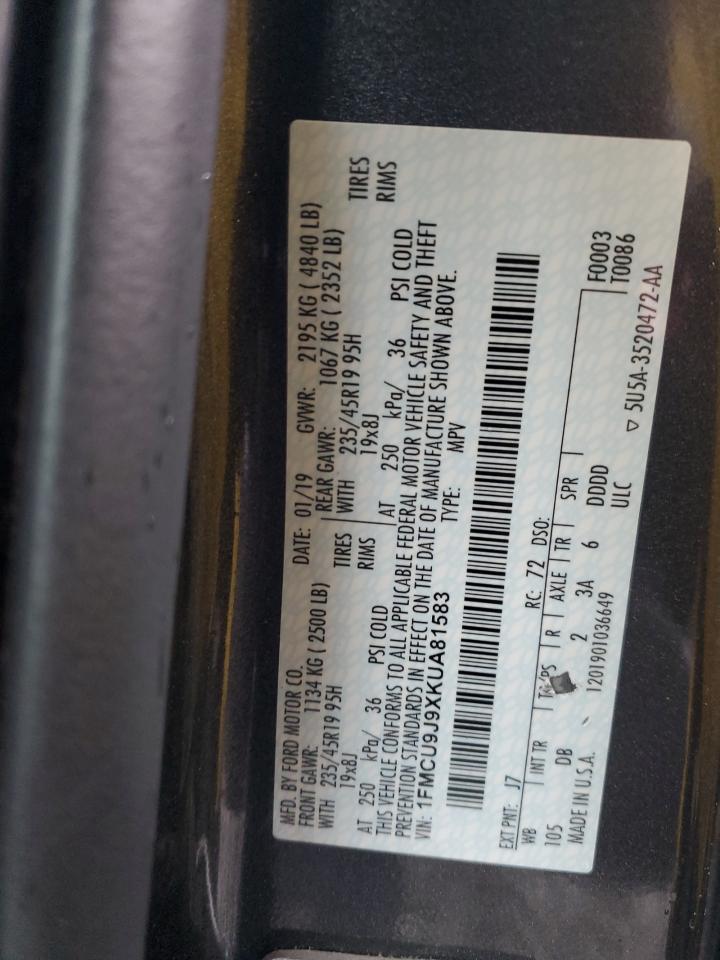 MFD. BY FORD MOTOR CO.
DATE: 01/19 GVWR: 2195 KG ( 4840 LB)
FRONT GAWR: 1134 KG ( 2500 LB) REAR GAWR: 1067 KG ( 2352 LB)
WITH 235/45R19 95H TIRES WITH 235/45R19 95H TIRES
19x8J RIMS 19x8J RIMS
AT 250 kPa/ 36 PSI COLD AT 250 kPa/ 36 PSI COLD
THIS VEHICLE CONFORMS TO ALL APPLICABLE FEDERAL MOTOR VEHICLE SAFETY AND THEFT
PREVENTION STANDARDS IN EFFECT ON THE DATE OF MANUFACTURE SHOWN ABOVE.
VIN: 1FMCU9J9XKUA81583 TYPE: MPV
EXT PNT: J7 RC: 72 DSO:
WB INT TR R AXLE TR SPR F0003
105 DB 2 3A 6 DDDD T0086
MADE IN U.S.A. 1201901036649 ULC
▽ 5U5A-3520472-AA